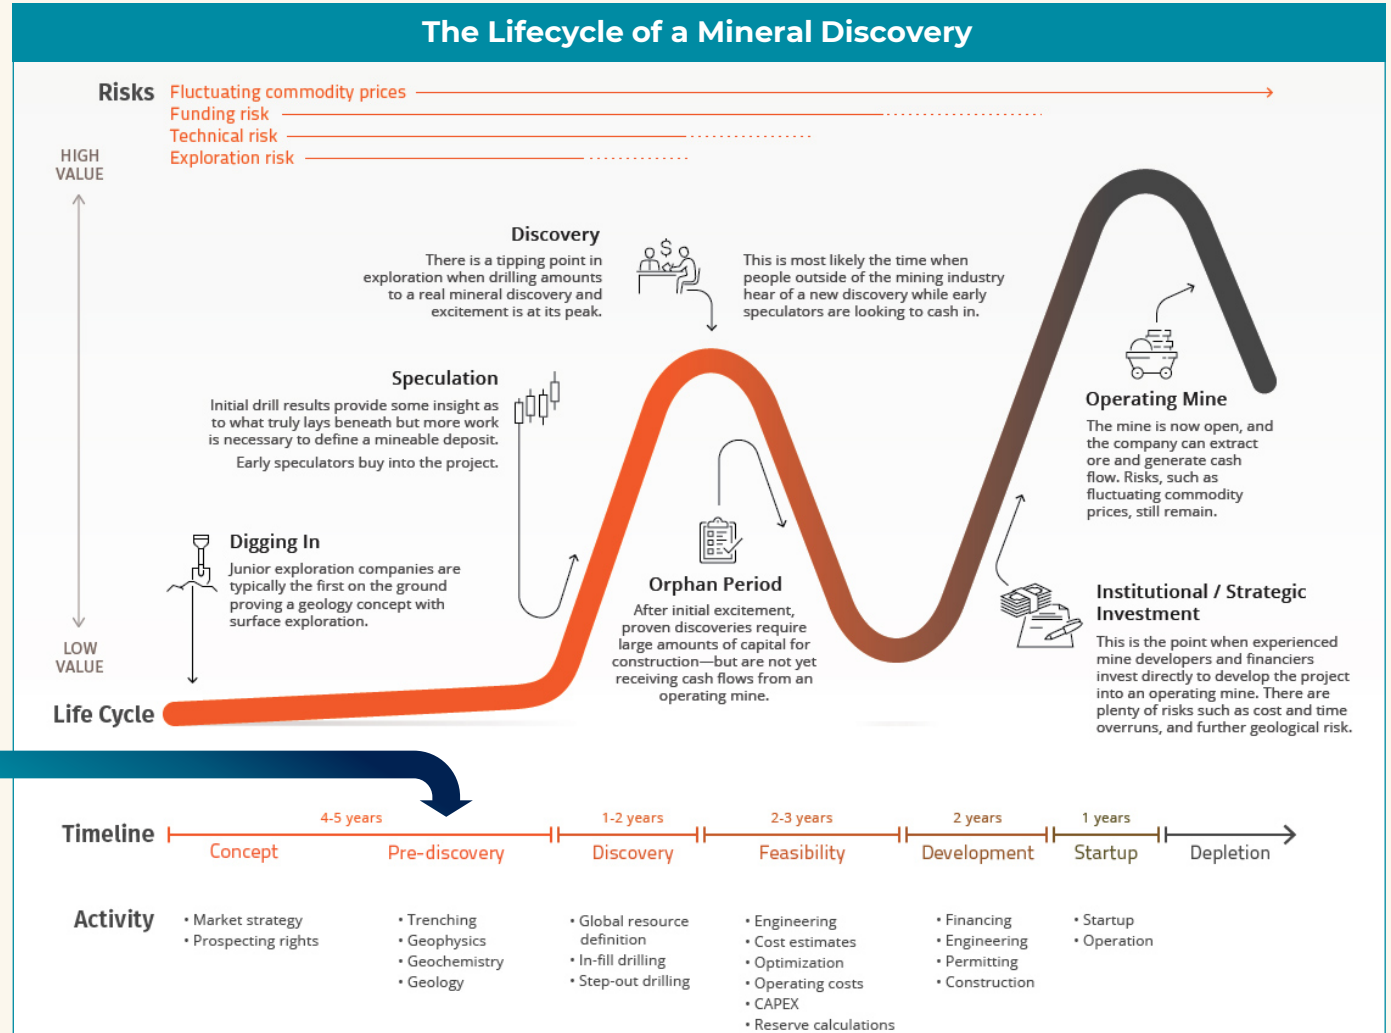 The Lifecycle of a Mineral Discovery
Risks
Fluctuating commodity prices
Funding risk
Technical risk
Exploration risk
HIGH
VALUE
LOW
VALUE
Discovery
There is a tipping point in
exploration when drilling amounts
to a real mineral discovery and
excitement is at its peak.
$
This is most likely the time when
people outside of the mining industry
hear of a new discovery while early
speculators are looking to cash in.
Speculation
Initial drill results provide some insight as
to what truly lays beneath but more work
is necessary to define a mineable deposit.
Early speculators buy into the project.
Digging In
Junior exploration companies are
typically the first on the ground
proving a geology concept with
surface exploration.
Orphan Period
After initial excitement,
proven discoveries require
large amounts of capital for
construction—but are not yet
receiving cash flows from an
operating mine.
Operating Mine
The mine is now open, and
the company can extract
ore and generate cash
flow. Risks, such as
fluctuating commodity
prices, still remain.
Institutional / Strategic
Investment
This is the point when experienced
mine developers and financiers
invest directly to develop the project
into an operating mine. There are
plenty of risks such as cost and time
overruns, and further geological risk.
Life Cycle
Timeline
4-5 years
Concept
Pre-discovery
1-2 years
Discovery
2-3 years
Feasibility
2 years
Development
1 years
Startup
Depletion
Activity
• Market strategy
• Prospecting rights
• Trenching
• Geophysics
• Geochemistry
• Geology
• Global resource
definition
• In-fill drilling
• Step-out drilling
• Engineering
• Cost estimates
• Optimization
• Operating costs
• CAPEX
• Reserve calculations
• Financing
• Engineering
• Permitting
• Construction
• Startup
• Operation